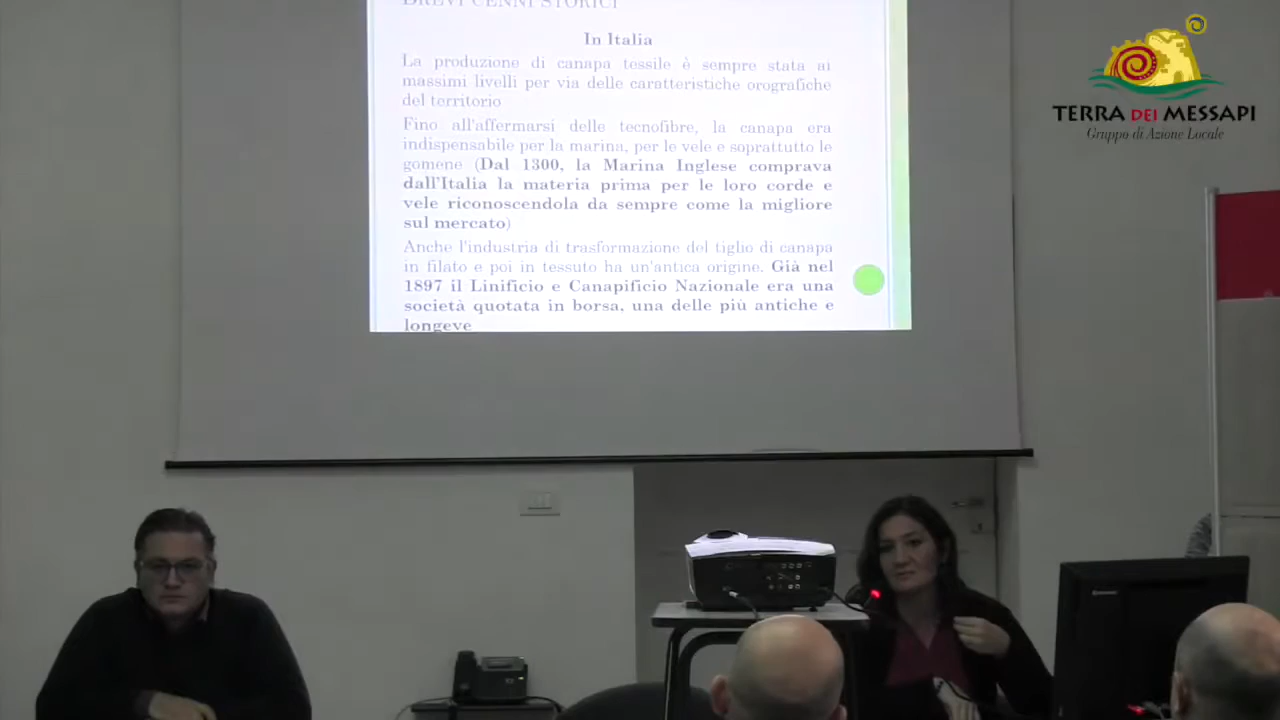 BREVI CENNI STORICI
In Italia
La produzione di canapa tessile è sempre stata ai
massimi livelli per via delle caratteristiche orografiche
del territorio
Fino all'affermarsi delle tecnofibre, la canapa era
indispensabile per la marina, per le vele e soprattutto le
gomene (Dal 1300, la Marina Inglese comprava
dall'Italia la materia prima per le loro corde e
vele riconoscendola da sempre come la migliore
sul mercato)
Anche l'industria di trasformazione del tiglio di canapa
in filato e poi in tessuto ha un'antica origine. Già nel
1897 il Linificio e Canapificio Nazionale era una
società quotata in borsa, una delle più antiche e
longeve
TERRA DEI MESSAPI
Gruppo di Azione Locale